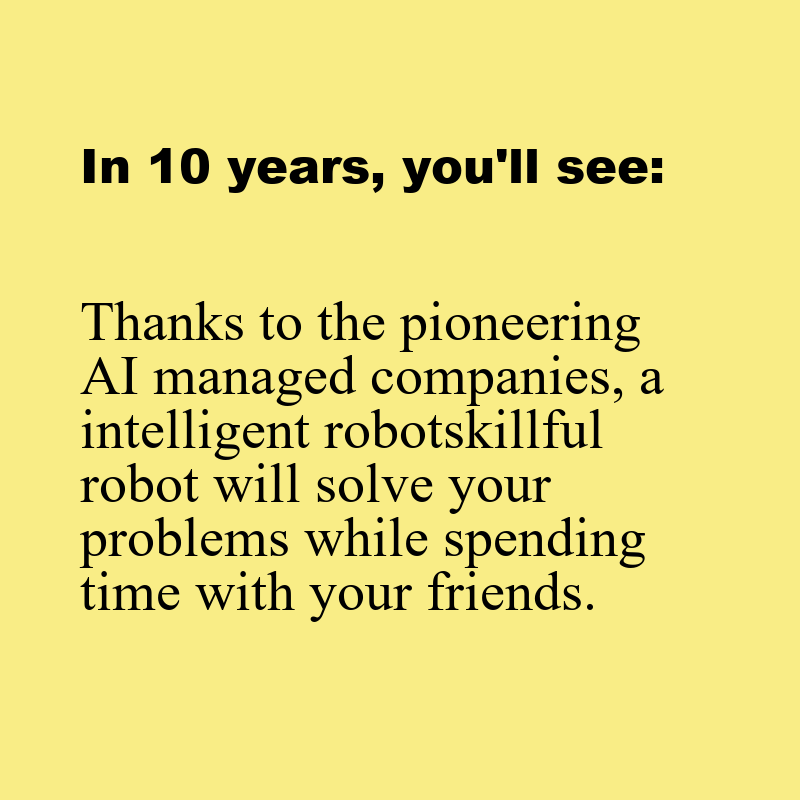 In 10 years, you'll see:
Thanks to the pioneering
AI managed companies, a
intelligent robotskillful
robot will solve your
problems while spending
time with your friends.